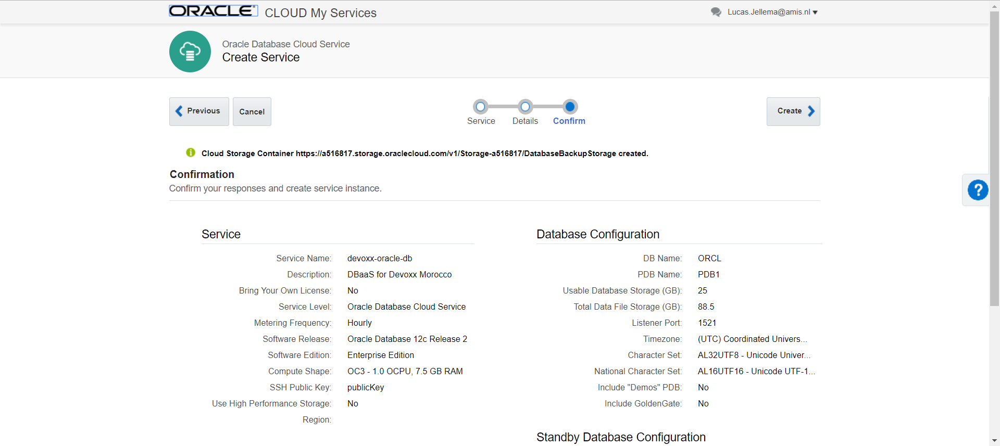 ORACLE® CLOUD My Services
Lucas.Jellema@amis.nl
Oracle Database Cloud Service
Create Service
Previous
Cancel
Service
Details
Confirm
Create
Cloud Storage Container https://a516817.storage.oraclecloud.com/v1/Storage-a516817/DatabaseBackupStorage created.
Confirmation
Confirm your responses and create service instance.
?
Service
Service Name: devoxx-oracle-db
Description: DBaaS for Devoxx Morocco
Bring Your Own License: No
Service Level: Oracle Database Cloud Service
Metering Frequency: Hourly
Software Release: Oracle Database 12c Release 2
Software Edition: Enterprise Edition
Compute Shape: OC3 - 1.0 OCPU, 7.5 GB RAM
SSH Public Key: publicKey
Use High Performance Storage: No
Region:
Database Configuration
DB Name: ORCL
PDB Name: PDB1
Usable Database Storage (GB): 25
Total Data File Storage (GB): 88.5
Listener Port: 1521
Timezone: (UTC) Coordinated Univers...
Character Set: AL32UTF8 - Unicode Univer...
National Character Set: AL16UTF16 - Unicode UTF-1...
Include "Demos" PDB: No
Include GoldenGate: No
Standby Database Configuration